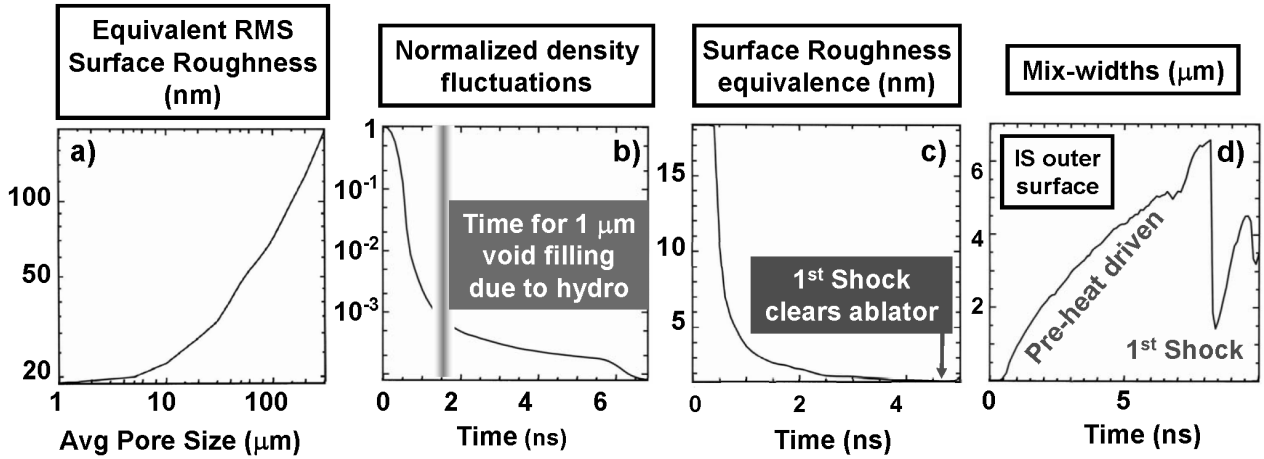 Equivalent RMS
Surface Roughness
(nm)
Normalized density
fluctuations
Surface Roughness
equivalence (nm)
Mix-widths (μm)
a)
100
50
20
1
10
100
Avg Pore Size (μm)
b)
1
10⁻¹
10⁻²
10⁻³
Time for 1 μm
void filling
due to hydro
0
2
4
6
Time (ns)
c)
15
10
5
1ˢᵗ Shock
clears ablator
0
2
4
Time (ns)
d)
6
4
2
IS outer
surface
Pre-heat driven
1ˢᵗ Shock
0
5
Time (ns)